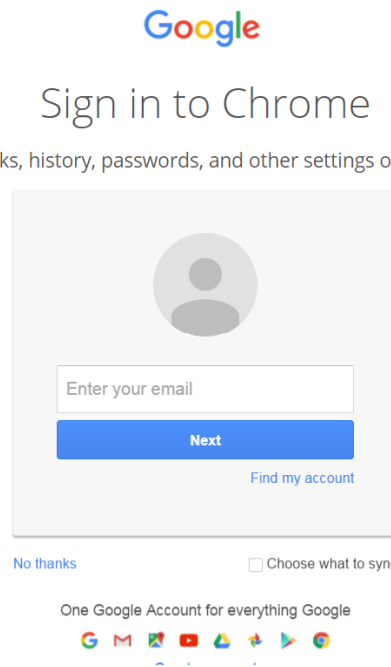 Google
Sign in to Chrome
ks, history, passwords, and other settings o
Enter your email
Next
Find my account
No thanks
Choose what to syn
One Google Account for everything Google